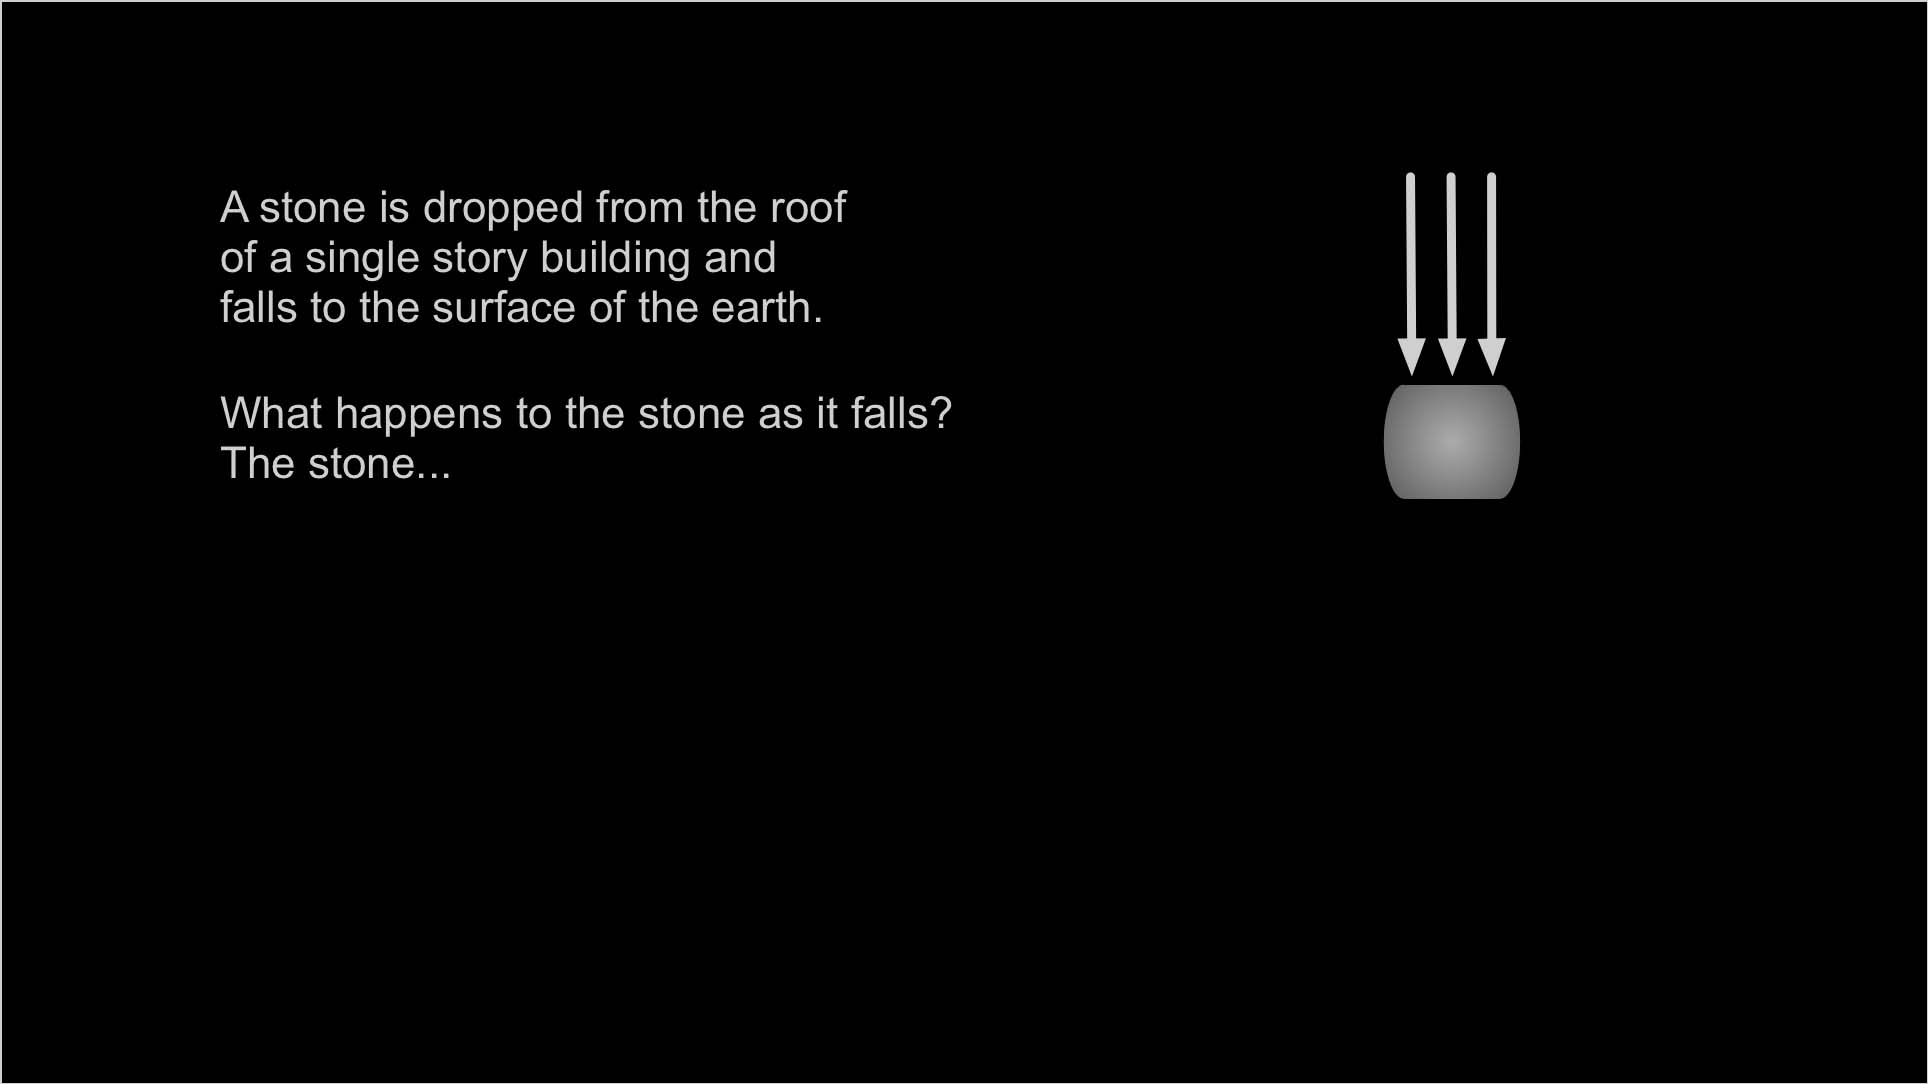 A stone is dropped from the roof
of a single story building and
falls to the surface of the earth.
What happens to the stone as it falls?
The stone...